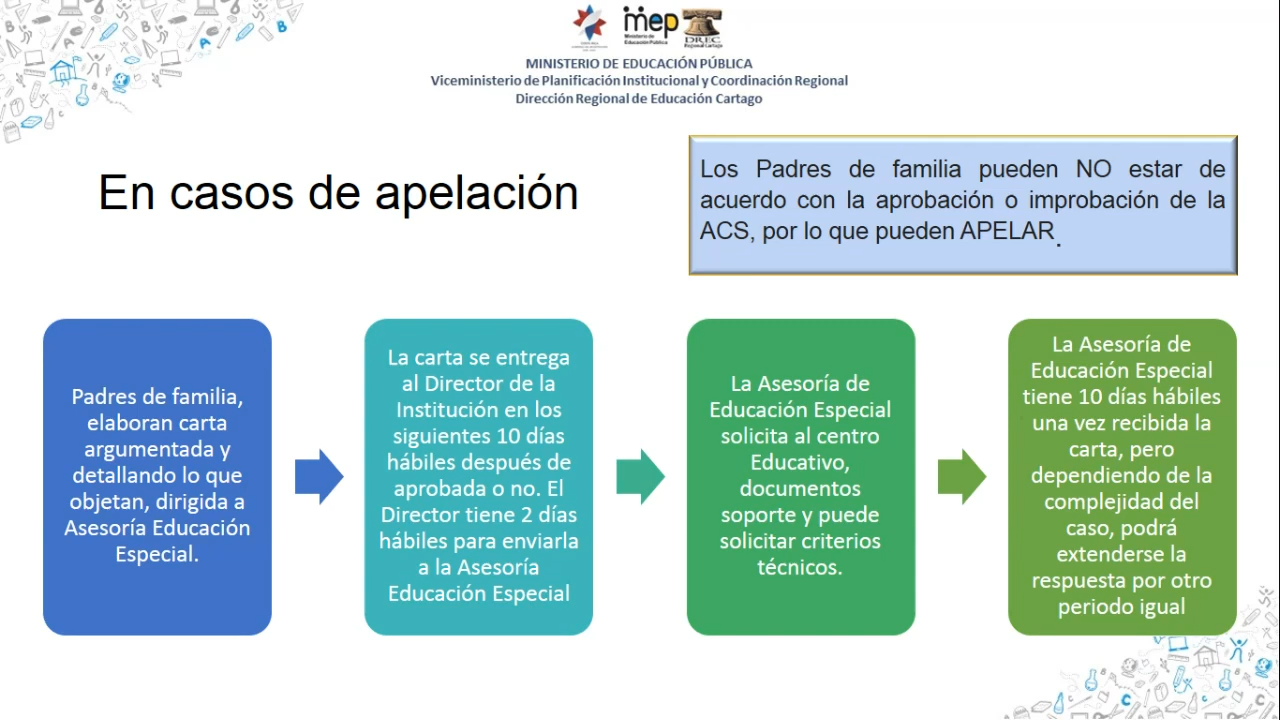 mep
Ministerio de
Educación Pública
DREC
Regional Cartago
MINISTERIO DE EDUCACIÓN PÚBLICA
Viceministerio de Planificación Institucional y Coordinación Regional
Dirección Regional de Educación Cartago
En casos de apelación
Los Padres de familia pueden NO estar de
acuerdo con la aprobación o improbación de la
ACS, por lo que pueden APELAR.
Padres de familia,
elaboran carta
argumentada y
detallando lo que
objetan, dirigida a
Asesoría Educación
Especial.
La carta se entrega
al Director de la
Institución en los
siguientes 10 días
hábiles después de
aprobada o no. El
Director tiene 2 días
hábiles para enviarla
a la Asesoría
Educación Especial
La Asesoría de
Educación Especial
solicita al centro
Educativo,
documentos
soporte y puede
solicitar criterios
técnicos.
La Asesoría de
Educación Especial
tiene 10 días hábiles
una vez recibida la
carta, pero
dependiendo de la
complejidad del
caso, podrá
extenderse la
respuesta por otro
periodo igual